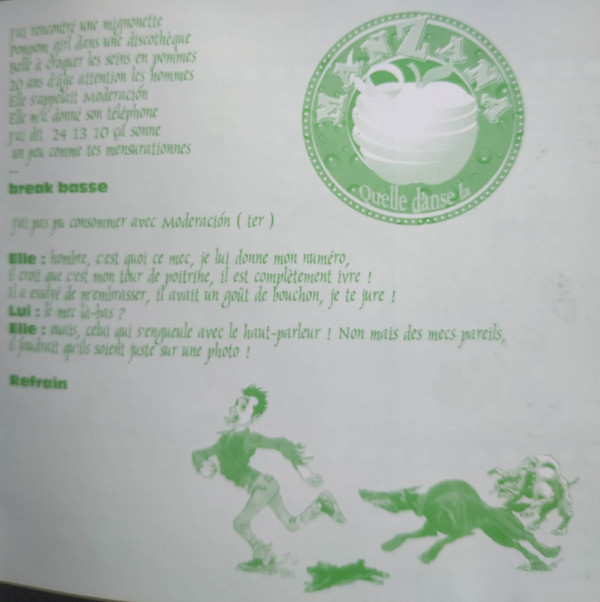 j'ai rencontré une mignonette
Pompom girl dans une discothèque
Belle à croquer les seins en pommes
20 ans d'âge attention les hommes
Elle s'appelait Moderación
Elle m'a donné son téléphone
j'ai dit 24 13 10 ça sonne
un peu comme tes mensurationnes
break basse
j'ai pas pu consommer avec Moderación ( ter )
Elle : hombre, c'est quoi ce mec, je lui donne mon numéro,
il croit que c'est mon tour de poitrine, il est complètement ivre !
Il a essayé de m'embrasser, il avait un goût de bouchon, je te jure !
Lui : le mec là-bas ?
Elle : ouais, celui qui s'engueule avec le haut-parleur ! Non mais des mecs pareils,
il faudrait qu'ils soient juste sur une photo !
Refrain
MANZANA
Quelle danse la